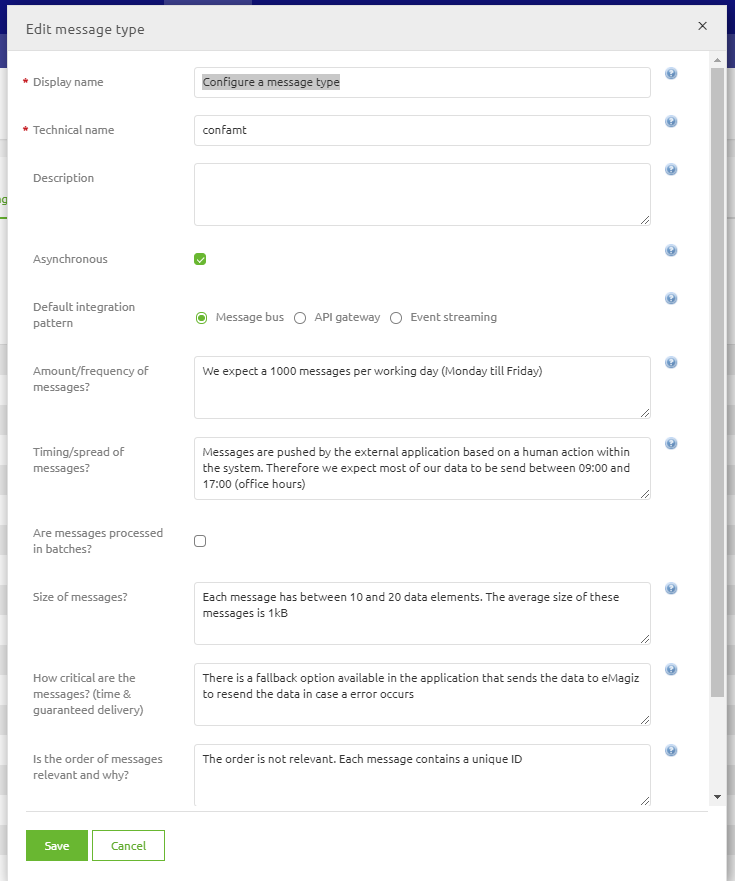 Edit message type
×
* Display name
Configure a message type
* Technical name
confamt
Description
Asynchronous
Default integration
pattern
Message bus API gateway Event streaming
Amount/frequency of
messages?
We expect a 1000 messages per working day (Monday till Friday)
Timing/spread of
messages?
Messages are pushed by the external application based on a human action within
the system. Therefore we expect most of our data to be send between 09:00 and
17:00 (office hours)
Are messages processed
in batches?
Size of messages?
Each message has between 10 and 20 data elements. The average size of these
messages is 1kB
How critical are the
messages? (time &
guaranteed delivery)
There is a fallback option available in the application that sends the data to eMagiz
to resend the data in case a error occurs
Is the order of messages
relevant and why?
The order is not relevant. Each message contains a unique ID
Save Cancel